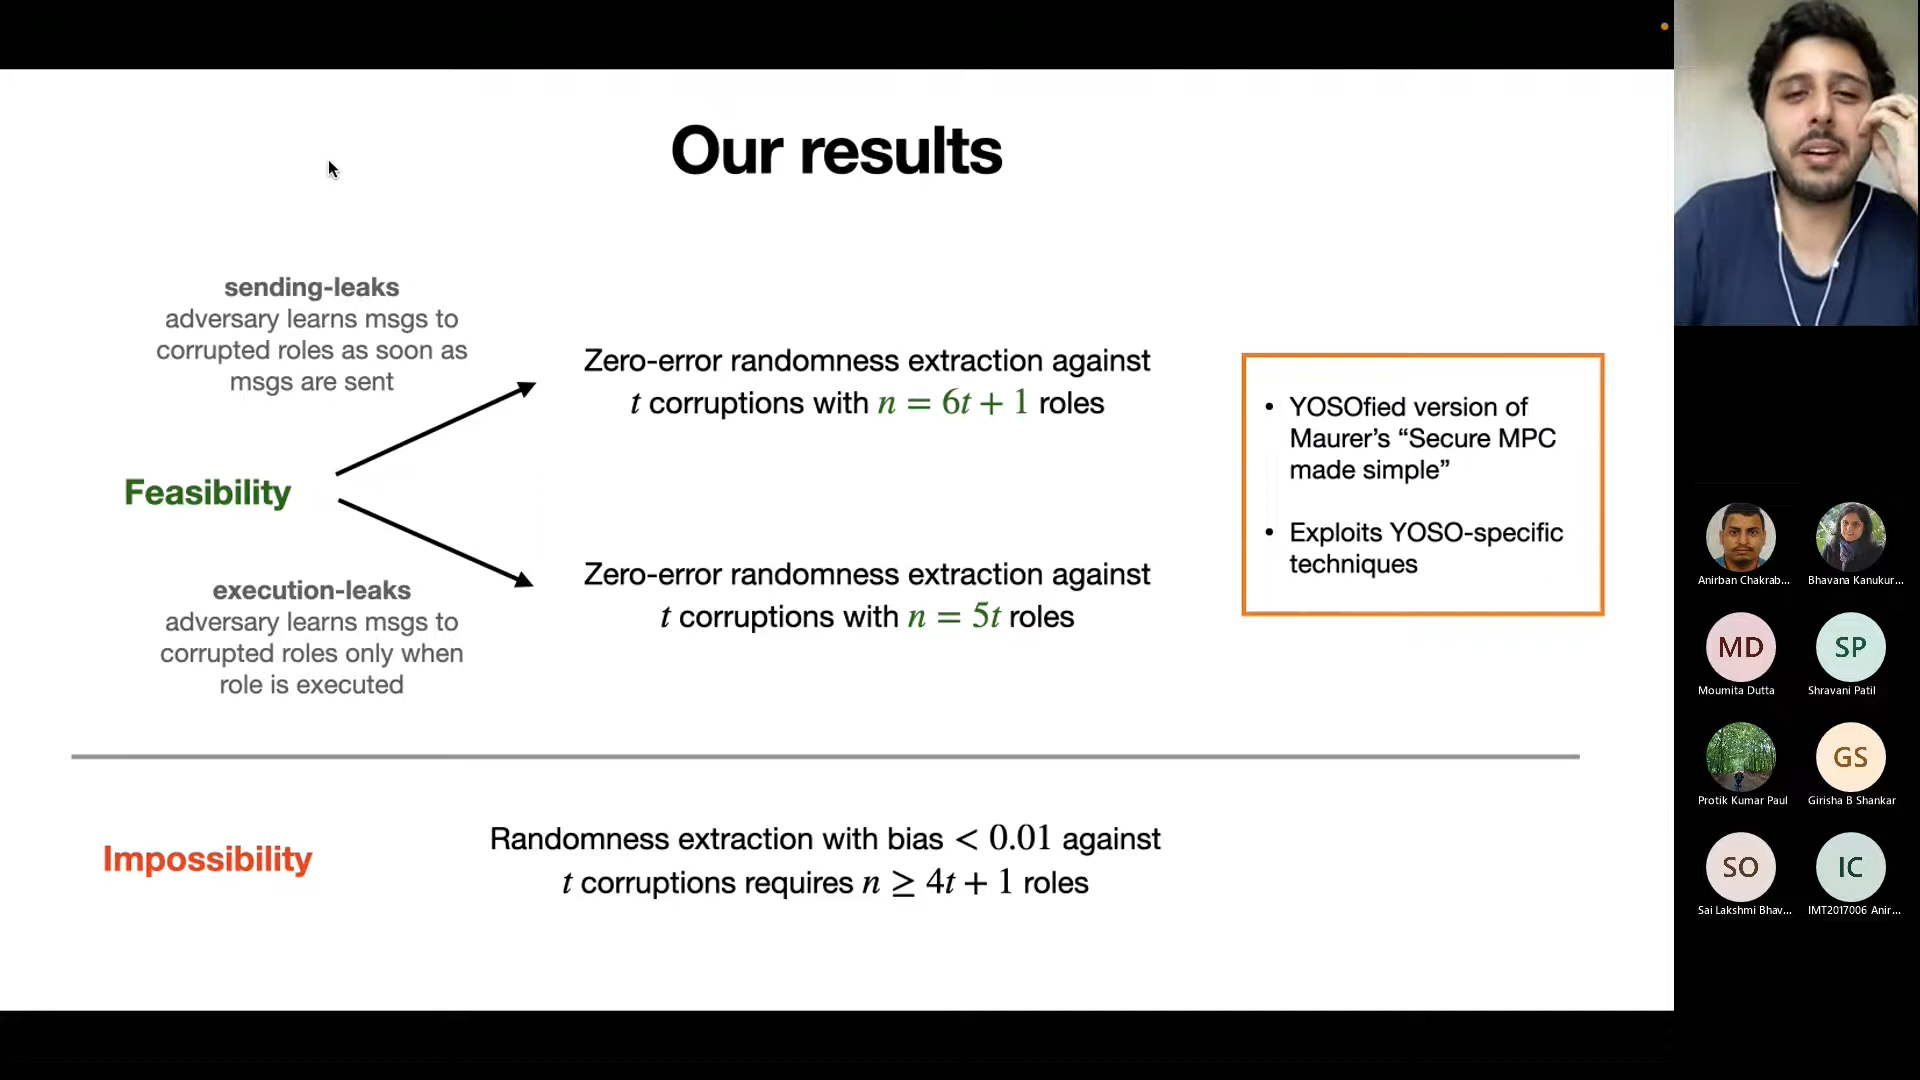 Our results
sending-leaks
adversary learns msgs to
corrupted roles as soon as
msgs are sent
Zero-error randomness extraction against
t corruptions with n = 6t + 1 roles
Feasibility
execution-leaks
adversary learns msgs to
corrupted roles only when
role is executed
Zero-error randomness extraction against
t corruptions with n = 5t roles
• YOSOfied version of
Maurer's “Secure MPC
made simple”
• Exploits YOSO-specific
techniques
Impossibility
Randomness extraction with bias < 0.01 against
t corruptions requires n ≥ 4t + 1 roles
Anirban Chakrab...
Bhavana Kanukur...
MD
Moumita Dutta
SP
Shravani Patil
Protik Kumar Paul
GS
Girisha B Shankar
SO
Sai Lakshmi Bhav...
IC
IMT2017006 Anir...